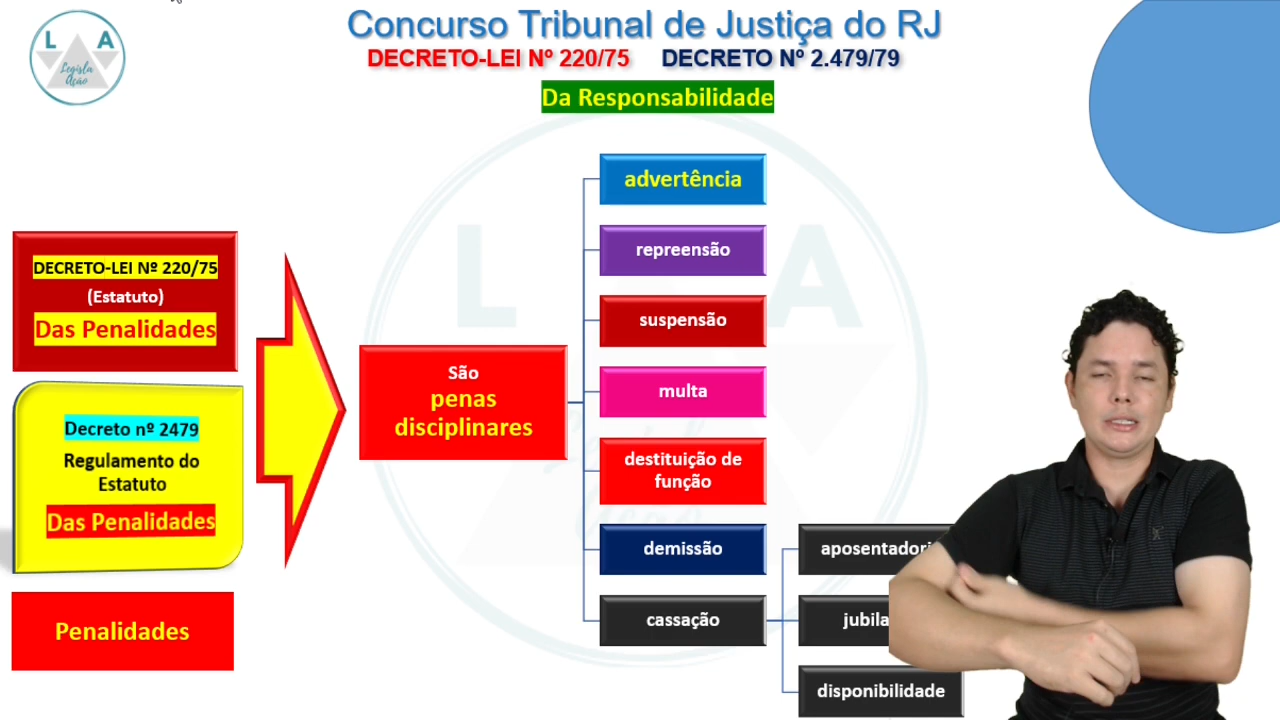 L A
Legisla
Ação
Concurso Tribunal de Justiça do RJ
DECRETO-LEI Nº 220/75 DECRETO Nº 2.479/79
Da Responsabilidade
DECRETO-LEI Nº 220/75
(Estatuto)
Das Penalidades
Decreto nº 2479
Regulamento do
Estatuto
Das Penalidades
Penalidades
São
penas
disciplinares
advertência
repreensão
suspensão
multa
destituição de
função
demissão
cassação
aposentadori
jubila
disponibilidade
L A